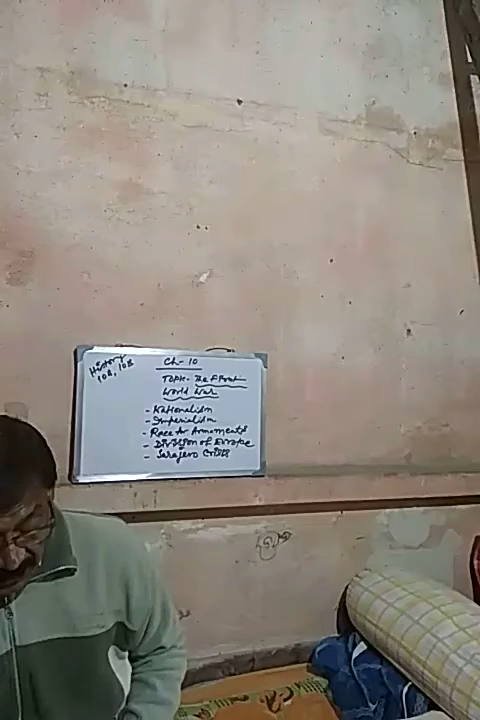 History
10A, 10B
Ch- 10
Topic- The First
World War
- Nationalism
- Imperialism
- Race for Armaments
- Division of Europe
- Sarajevo Crisis